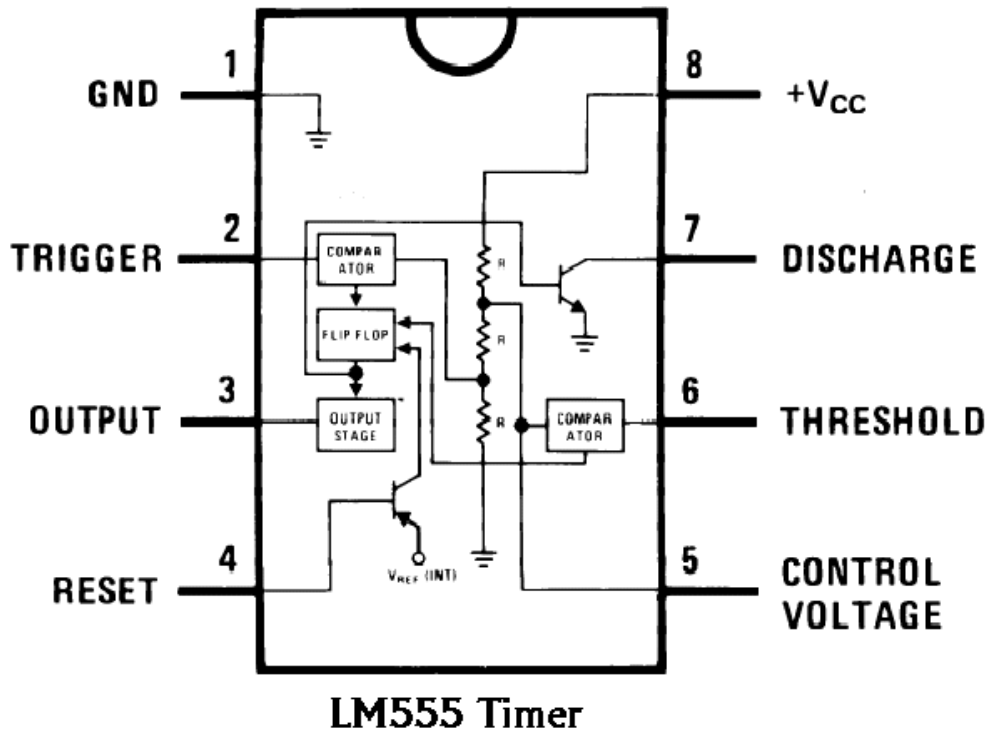 1
GND
8
+VCC
2
TRIGGER
COMPAR
ATOR
R
7
DISCHARGE
FLIP FLOP
R
3
OUTPUT
OUTPUT
STAGE
R
COMPAR
ATOR
6
THRESHOLD
4
RESET
VREF (INT)
5
CONTROL
VOLTAGE
LM555 Timer